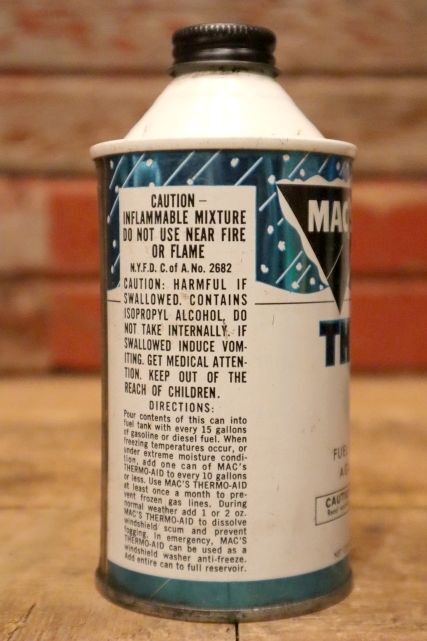 CAUTION –
INFLAMMABLE MIXTURE
DO NOT USE NEAR FIRE
OR FLAME
N.Y.F.D. C. of A. No. 2682
CAUTION: HARMFUL IF
SWALLOWED. CONTAINS
ISOPROPYL ALCOHOL, DO
NOT TAKE INTERNALLY. IF
SWALLOWED INDUCE VOM-
ITING. GET MEDICAL ATTEN-
TION. KEEP OUT OF THE
REACH OF CHILDREN.
DIRECTIONS:
Pour contents of this can into
fuel tank with every 15 gallons
of gasoline or diesel fuel. When
freezing temperatures occur, or
under extreme moisture condi-
tion, add one can of MAC's
THERMO-AID to every 10 gallons
or less. Use MAC'S THERMO-AID
at least once a month to pre-
vent frozen gas lines. During
normal weather add 1 or 2 oz.
MAC'S THERMO-AID to dissolve
windshield scum and prevent
fogging. In emergency, MAC'S
THERMO-AID can be used as a
windshield washer anti-freeze.
Add entire can to full reservoir.
MAC'S
TH
FUEL
CAUT